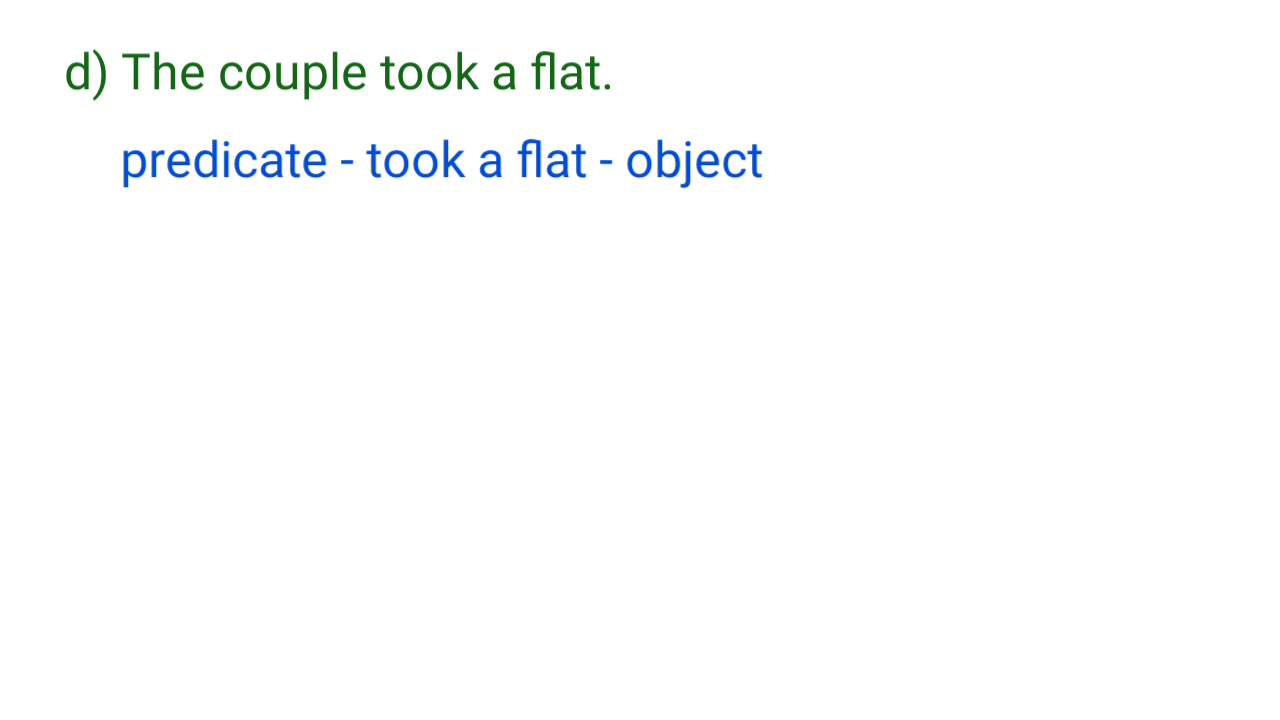 d) The couple took a flat.
predicate - took a flat - object